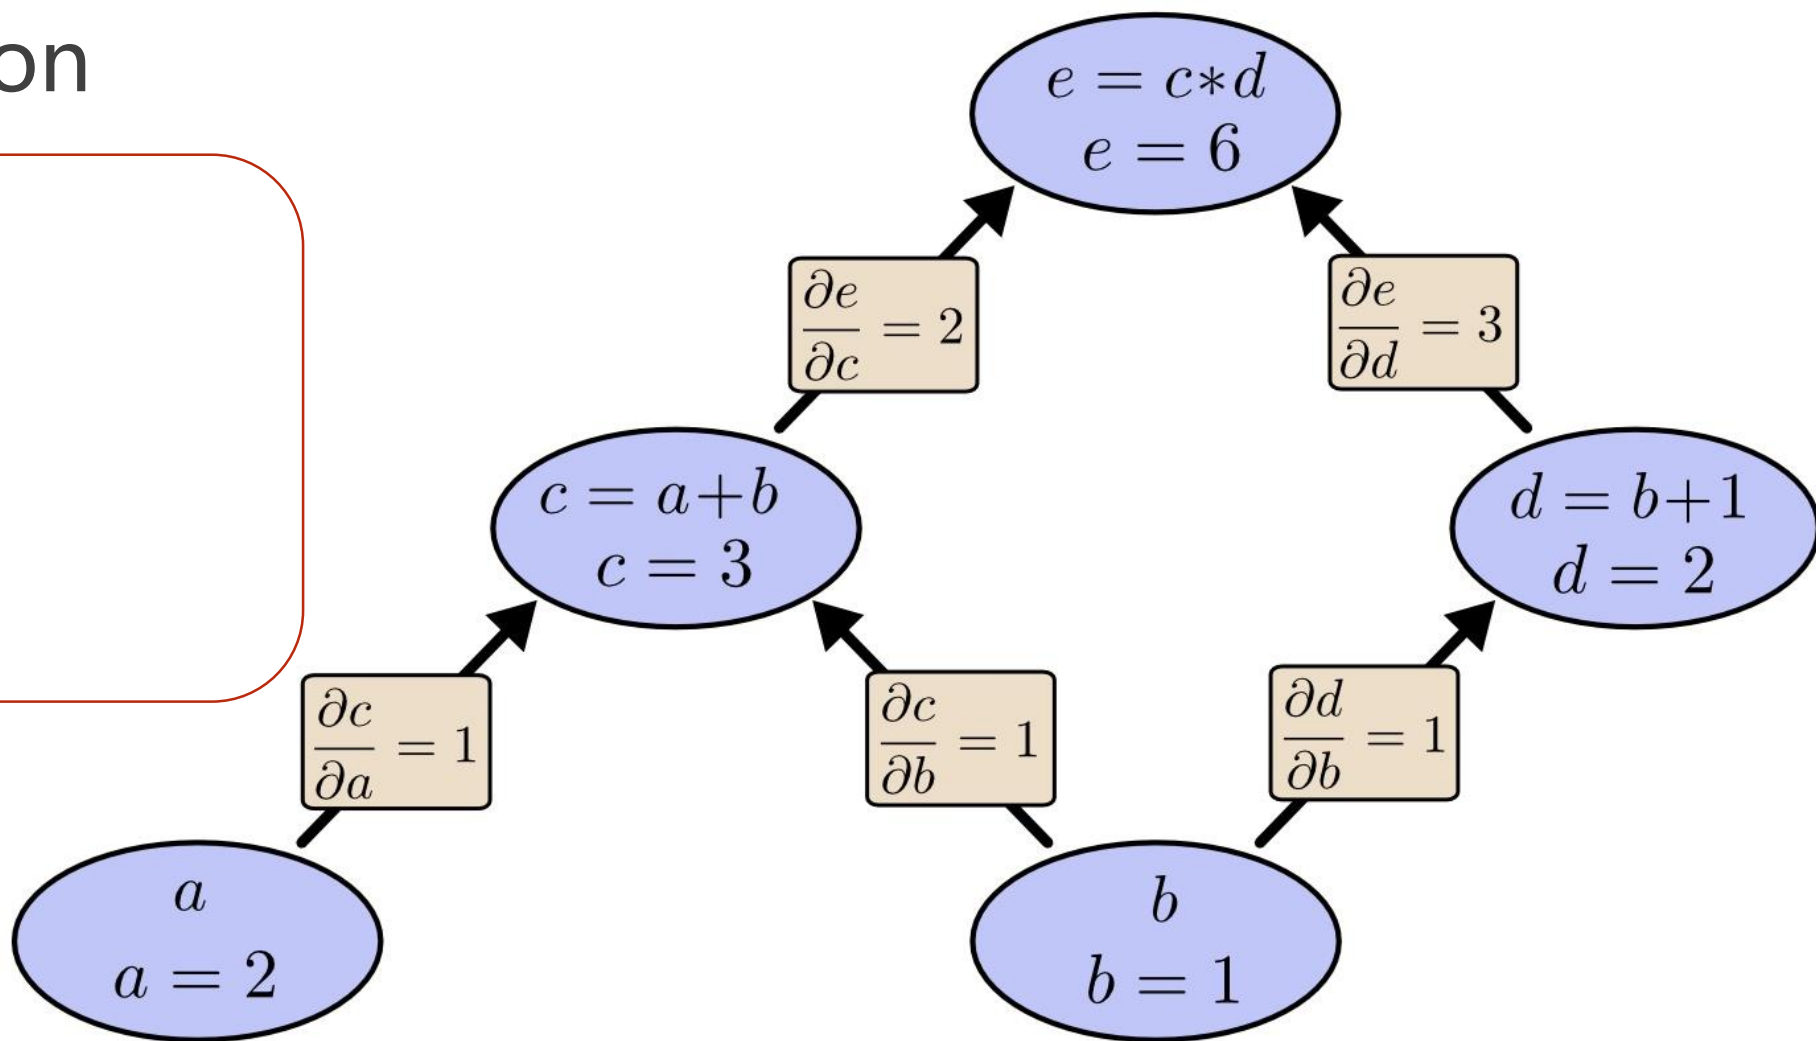 on
e = c*d
e = 6
∂e/∂c = 2
∂e/∂d = 3
c = a+b
c = 3
d = b+1
d = 2
∂c/∂a = 1
∂c/∂b = 1
∂d/∂b = 1
a
a = 2
b
b = 1